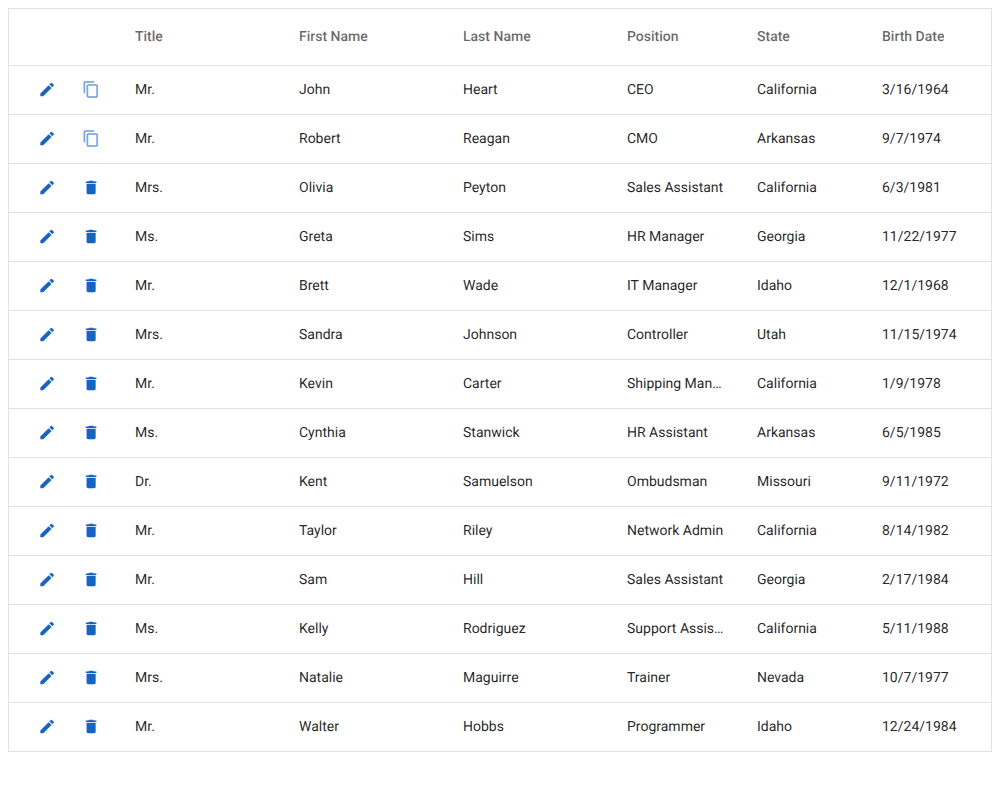 Title First Name Last Name Position State Birth Date
Mr. John Heart CEO California 3/16/1964
Mr. Robert Reagan CMO Arkansas 9/7/1974
Mrs. Olivia Peyton Sales Assistant California 6/3/1981
Ms. Greta Sims HR Manager Georgia 11/22/1977
Mr. Brett Wade IT Manager Idaho 12/1/1968
Mrs. Sandra Johnson Controller Utah 11/15/1974
Mr. Kevin Carter Shipping Man... California 1/9/1978
Ms. Cynthia Stanwick HR Assistant Arkansas 6/5/1985
Dr. Kent Samuelson Ombudsman Missouri 9/11/1972
Mr. Taylor Riley Network Admin California 8/14/1982
Mr. Sam Hill Sales Assistant Georgia 2/17/1984
Ms. Kelly Rodriguez Support Assis... California 5/11/1988
Mrs. Natalie Maguirre Trainer Nevada 10/7/1977
Mr. Walter Hobbs Programmer Idaho 12/24/1984